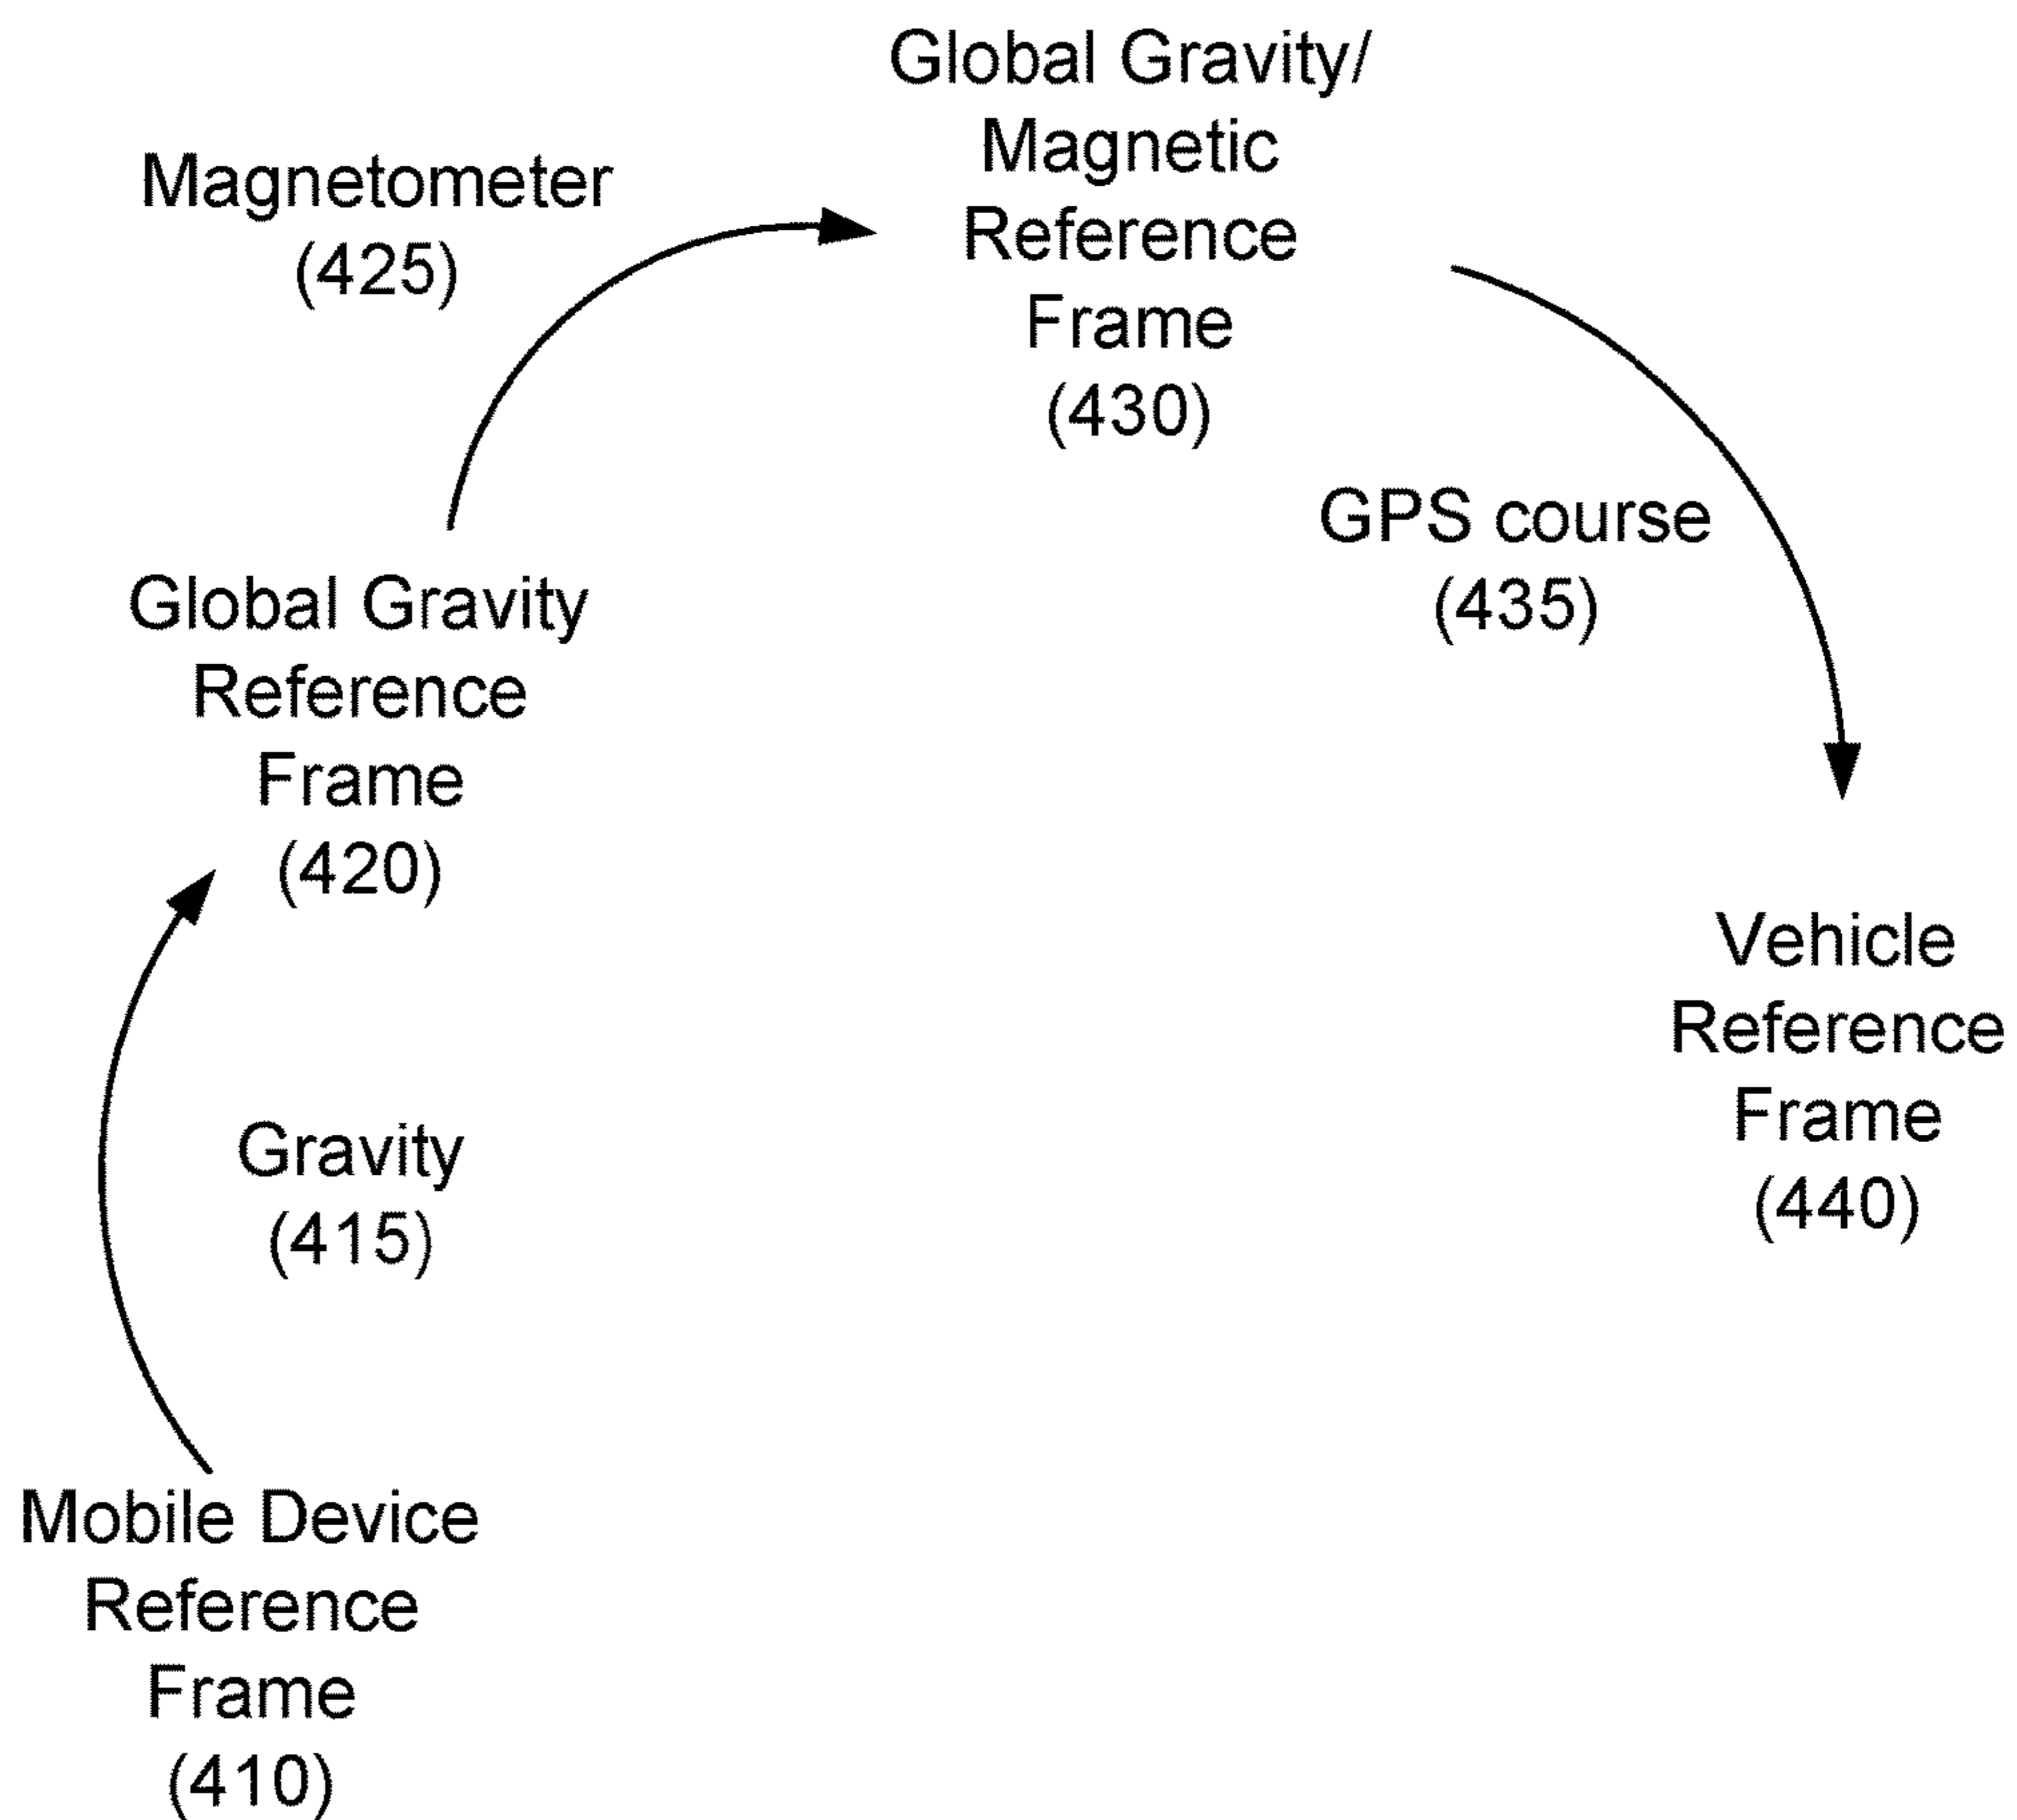 Global Gravity/
Magnetic
Reference
Frame
(430)
Magnetometer
(425)
GPS course
(435)
Global Gravity
Reference
Frame
(420)
Vehicle
Reference
Frame
(440)
Gravity
(415)
Mobile Device
Reference
Frame
(410)